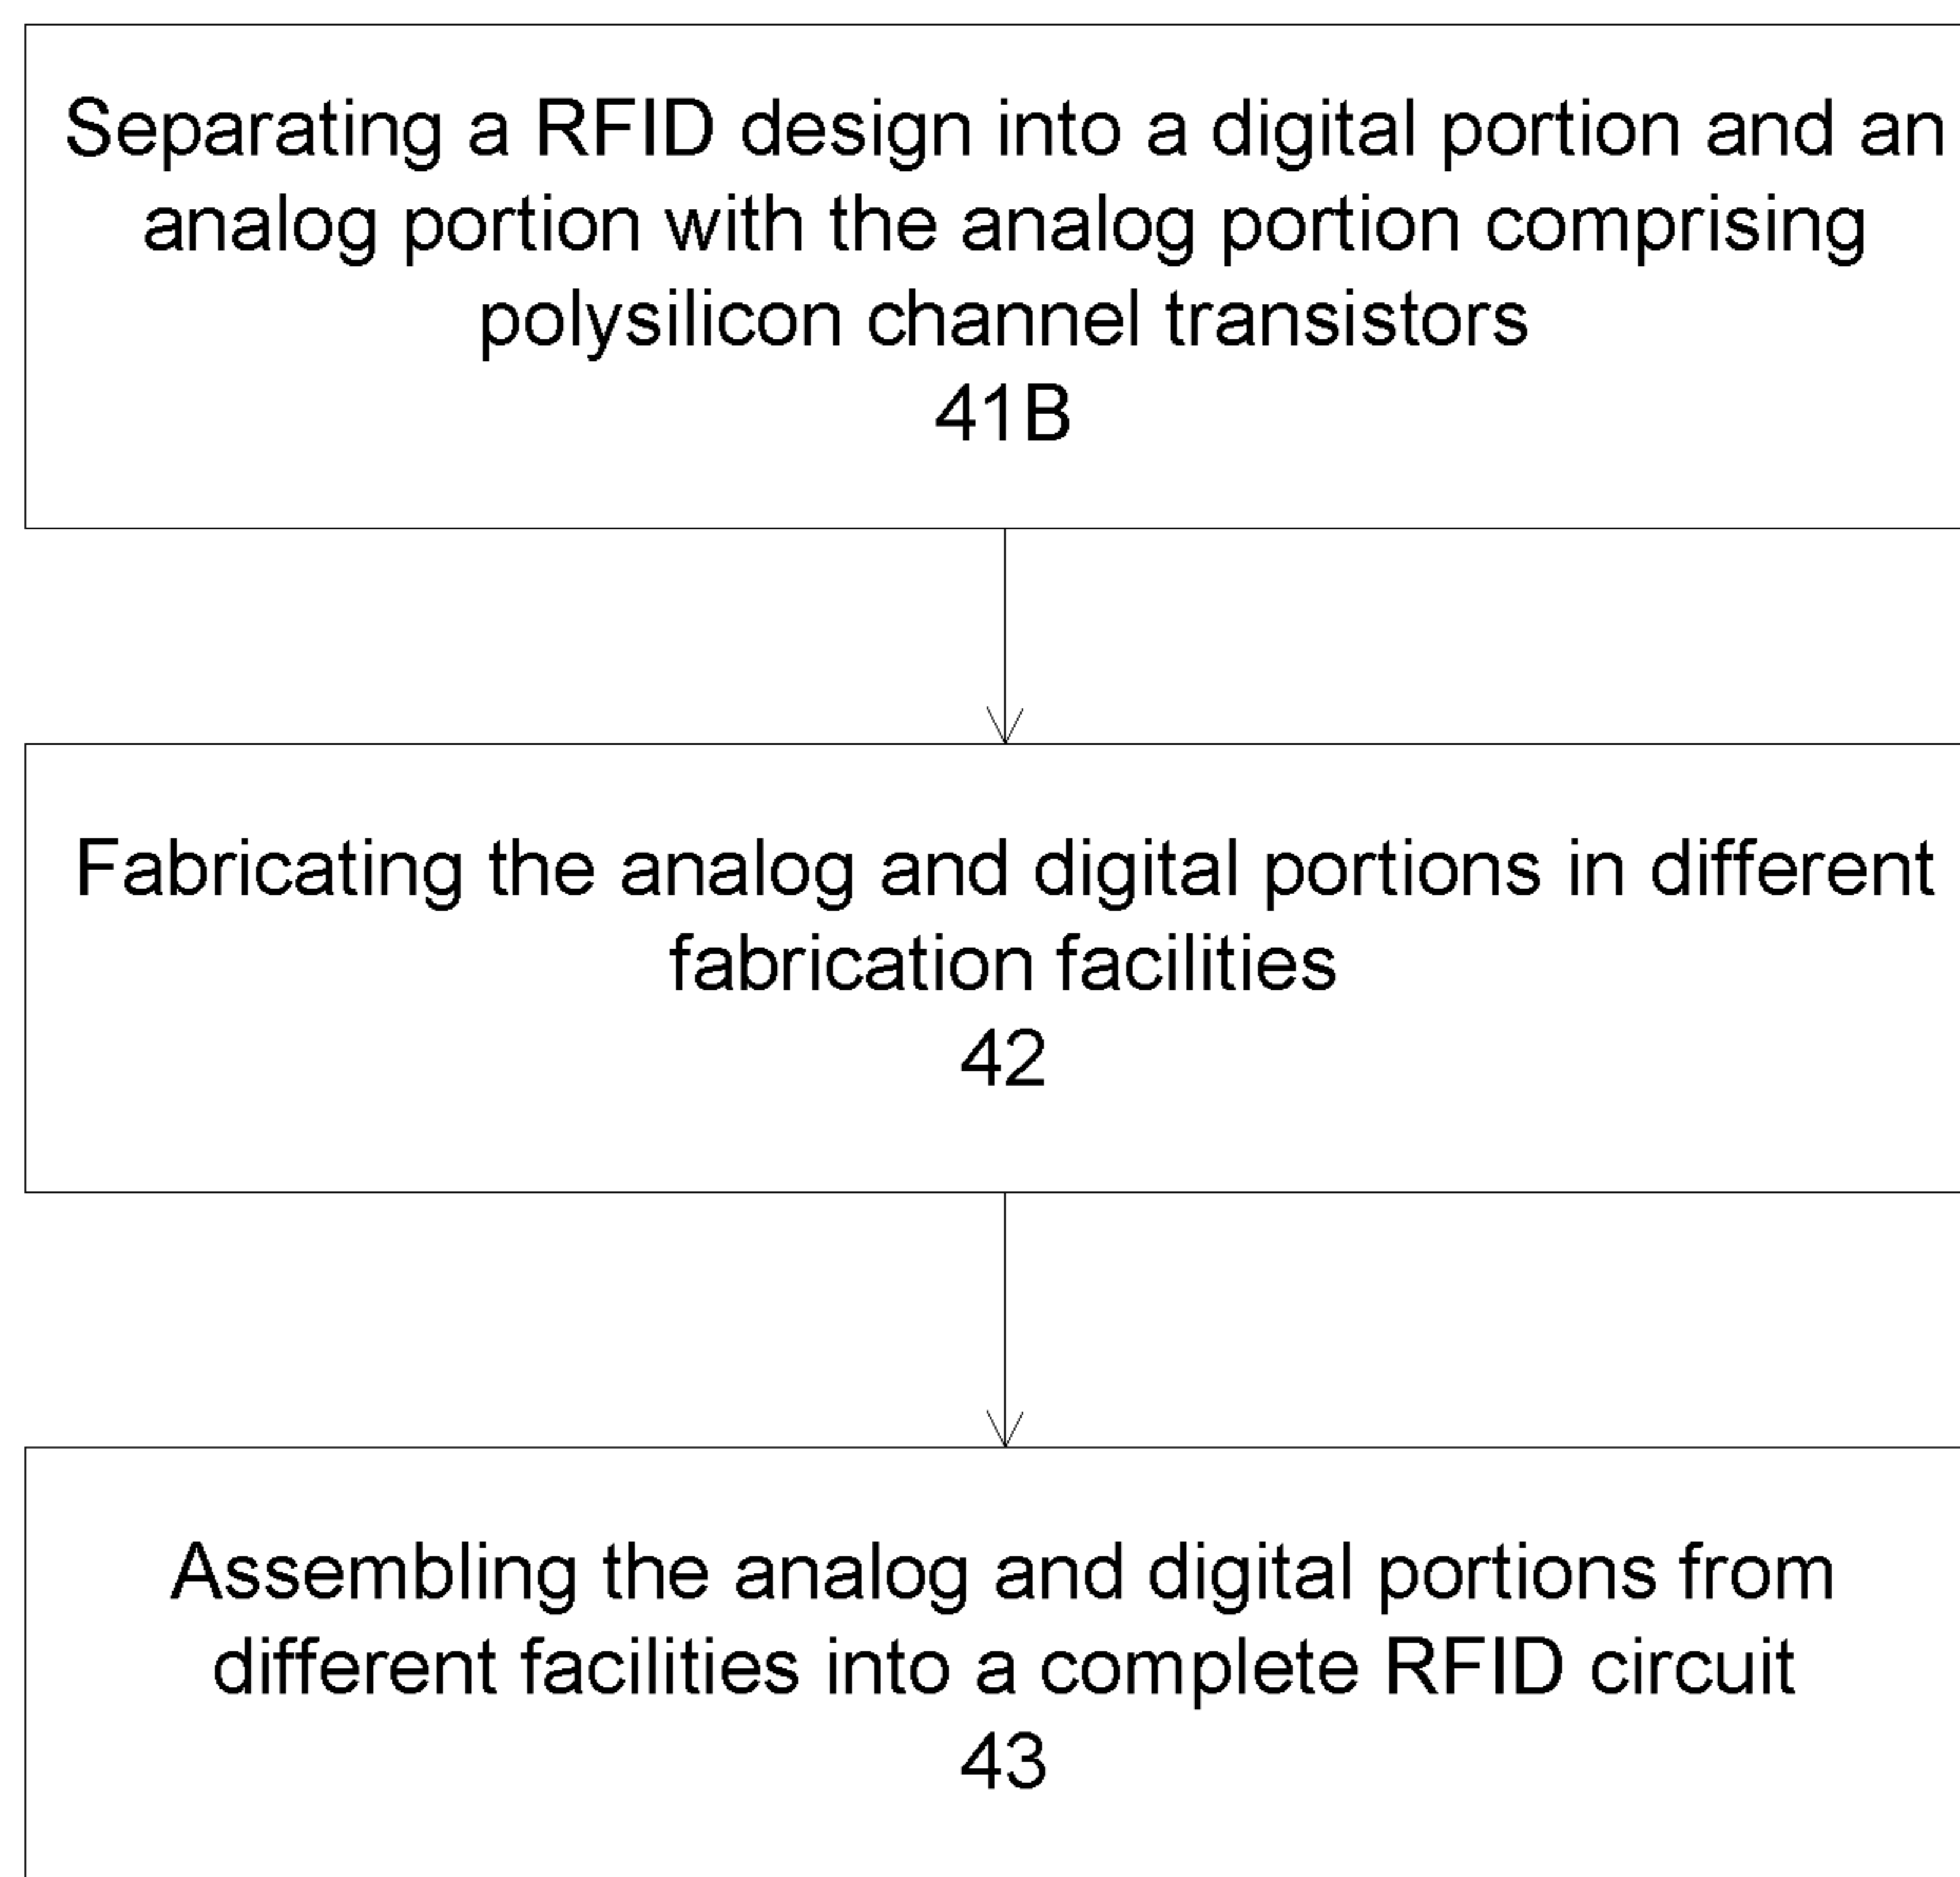 Separating a RFID design into a digital portion and an
analog portion with the analog portion comprising
polysilicon channel transistors
41B
Fabricating the analog and digital portions in different
fabrication facilities
42
Assembling the analog and digital portions from
different facilities into a complete RFID circuit
43